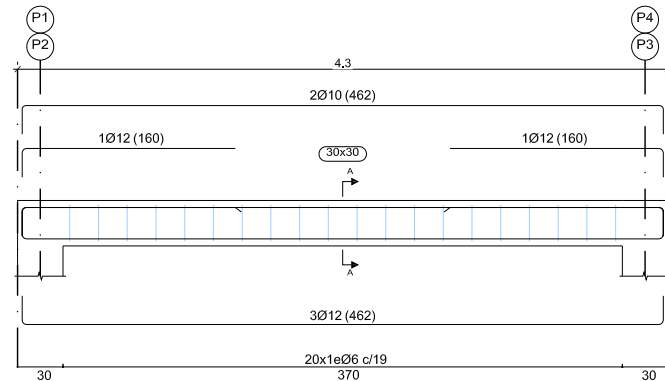 P1 P4
P2 P3
4.3
2Ø10 (462)
1Ø12 (160) 1Ø12 (160)
30x30
A
A
3Ø12 (462)
20x1eØ6 c/19
30 370 30